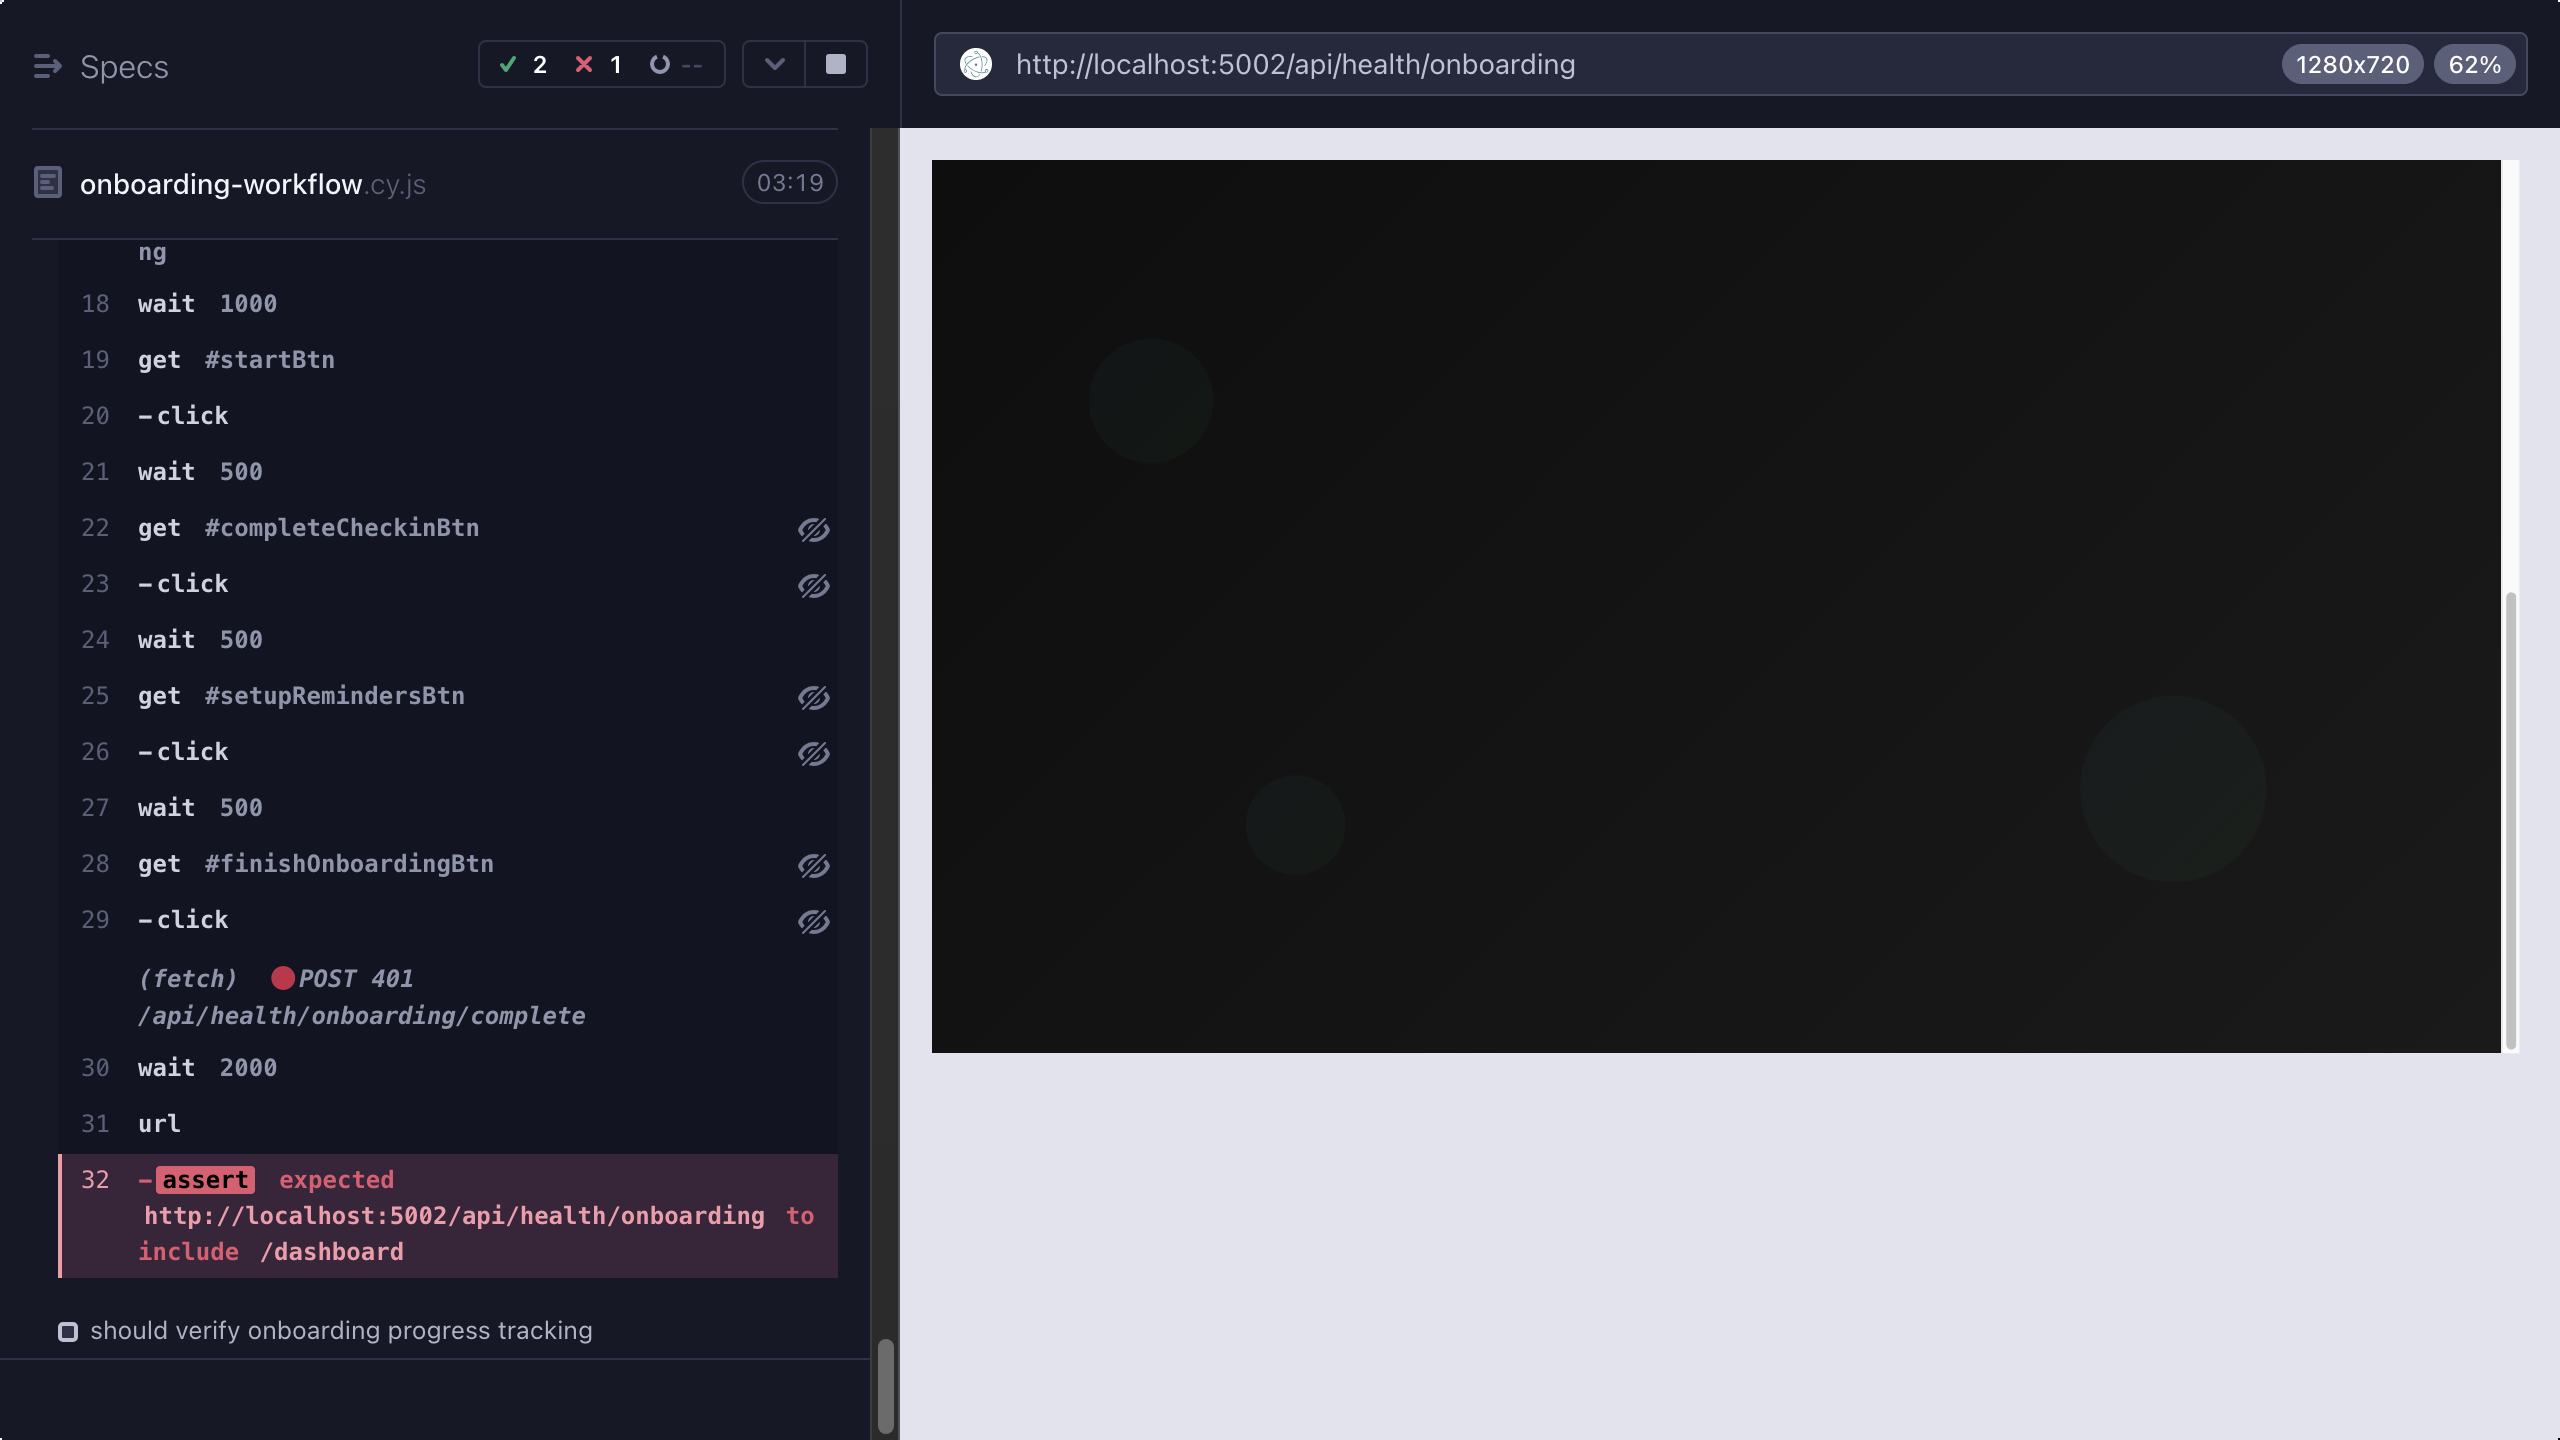 Specs
2 1 --
onboarding-workflow.cy.js
03:19
ng
18 wait 1000
19 get #startBtn
20 -click
21 wait 500
22 get #completeCheckinBtn
23 -click
24 wait 500
25 get #setupRemindersBtn
26 -click
27 wait 500
28 get #finishOnboardingBtn
29 -click
(fetch) POST 401
/api/health/onboarding/complete
30 wait 2000
31 url
32 -assert expected
http://localhost:5002/api/health/onboarding to
include /dashboard
should verify onboarding progress tracking
http://localhost:5002/api/health/onboarding
1280x720
62%